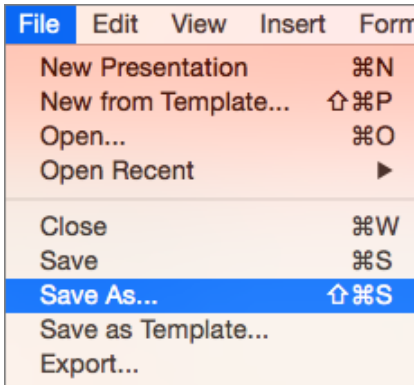 File Edit View Insert Form
New Presentation ⌘N
New from Template... ⇧⌘P
Open... ⌘O
Open Recent ▶
Close ⌘W
Save ⌘S
Save As... ⇧⌘S
Save as Template...
Export...